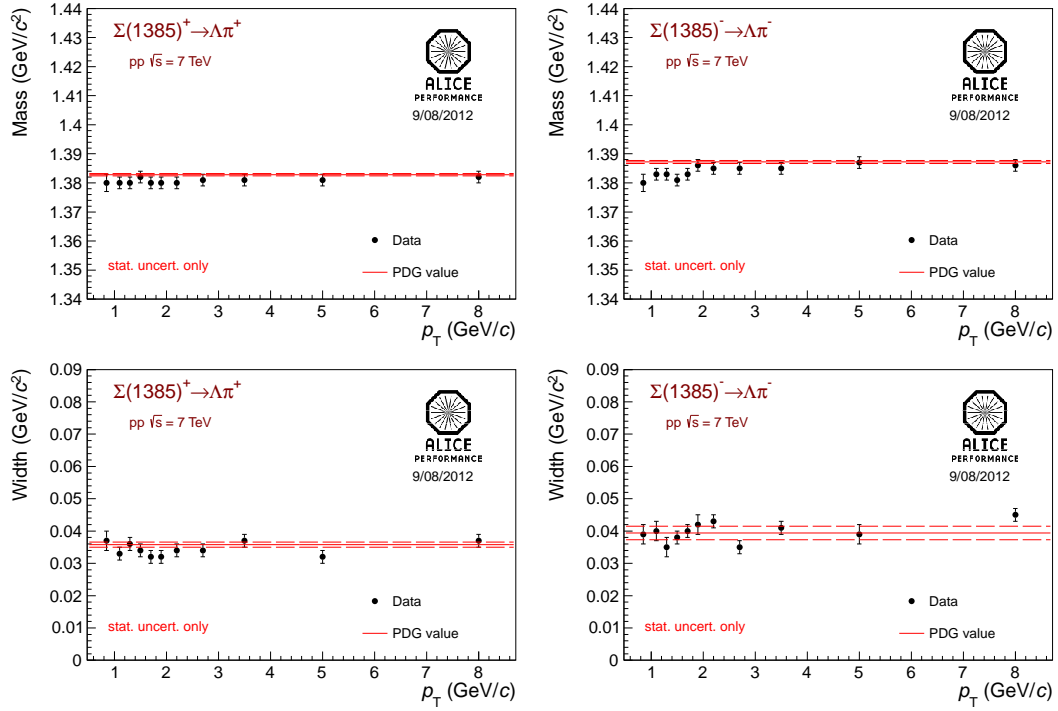 Σ(1385)⁺→Λπ⁺
pp √s = 7 TeV
ALICE
PERFORMANCE
9/08/2012
Mass (GeV/c²)
1.44
1.43
1.42
1.41
1.4
1.39
1.38
1.37
1.36
1.35
1.34
Data
PDG value
stat. uncert. only
1 2 3 4 5 6 7 8
p_T (GeV/c)
Σ(1385)⁻→Λπ⁻
pp √s = 7 TeV
ALICE
PERFORMANCE
9/08/2012
Mass (GeV/c²)
1.44
1.43
1.42
1.41
1.4
1.39
1.38
1.37
1.36
1.35
1.34
Data
PDG value
stat. uncert. only
1 2 3 4 5 6 7 8
p_T (GeV/c)
Σ(1385)⁺→Λπ⁺
pp √s = 7 TeV
ALICE
PERFORMANCE
9/08/2012
Width (GeV/c²)
0.09
0.08
0.07
0.06
0.05
0.04
0.03
0.02
0.01
0
Data
PDG value
stat. uncert. only
1 2 3 4 5 6 7 8
p_T (GeV/c)
Σ(1385)⁻→Λπ⁻
pp √s = 7 TeV
ALICE
PERFORMANCE
9/08/2012
Width (GeV/c²)
0.09
0.08
0.07
0.06
0.05
0.04
0.03
0.02
0.01
0
Data
PDG value
stat. uncert. only
1 2 3 4 5 6 7 8
p_T (GeV/c)